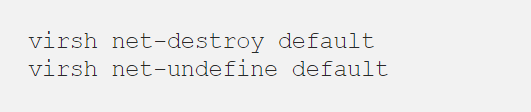 virsh net-destroy default
virsh net-undefine default